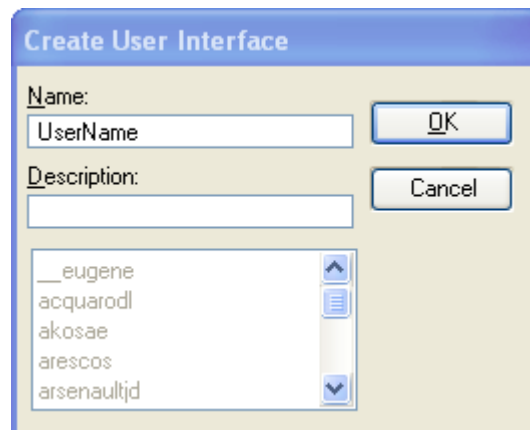 Create User Interface
Name:
UserName
OK
Description:
Cancel
__eugene
acquarodl
akosae
arescos
arsenaultjd